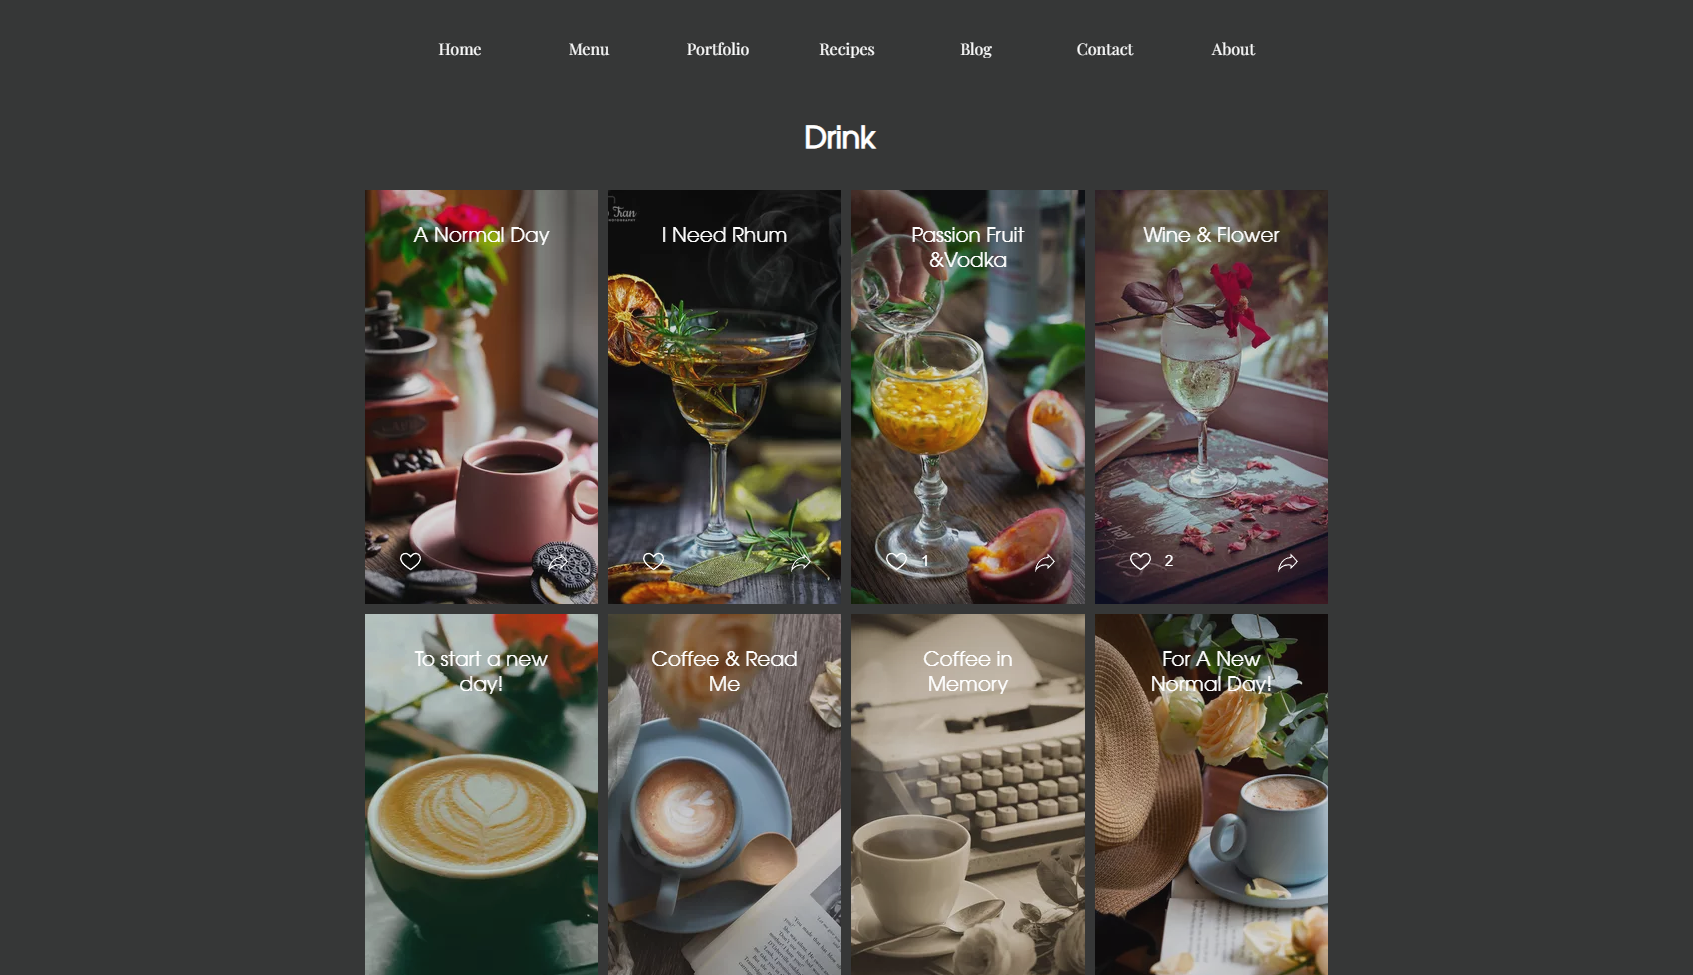 Home
Menu
Portfolio
Recipes
Blog
Contact
About
Drink
Tran
A Normal Day
I Need Rhum
Passion Fruit
&Vodka
Wine & Flower
1
2
To start a new
day!
Coffee & Read
Me
Coffee in
Memory
For A New
Normal Day!